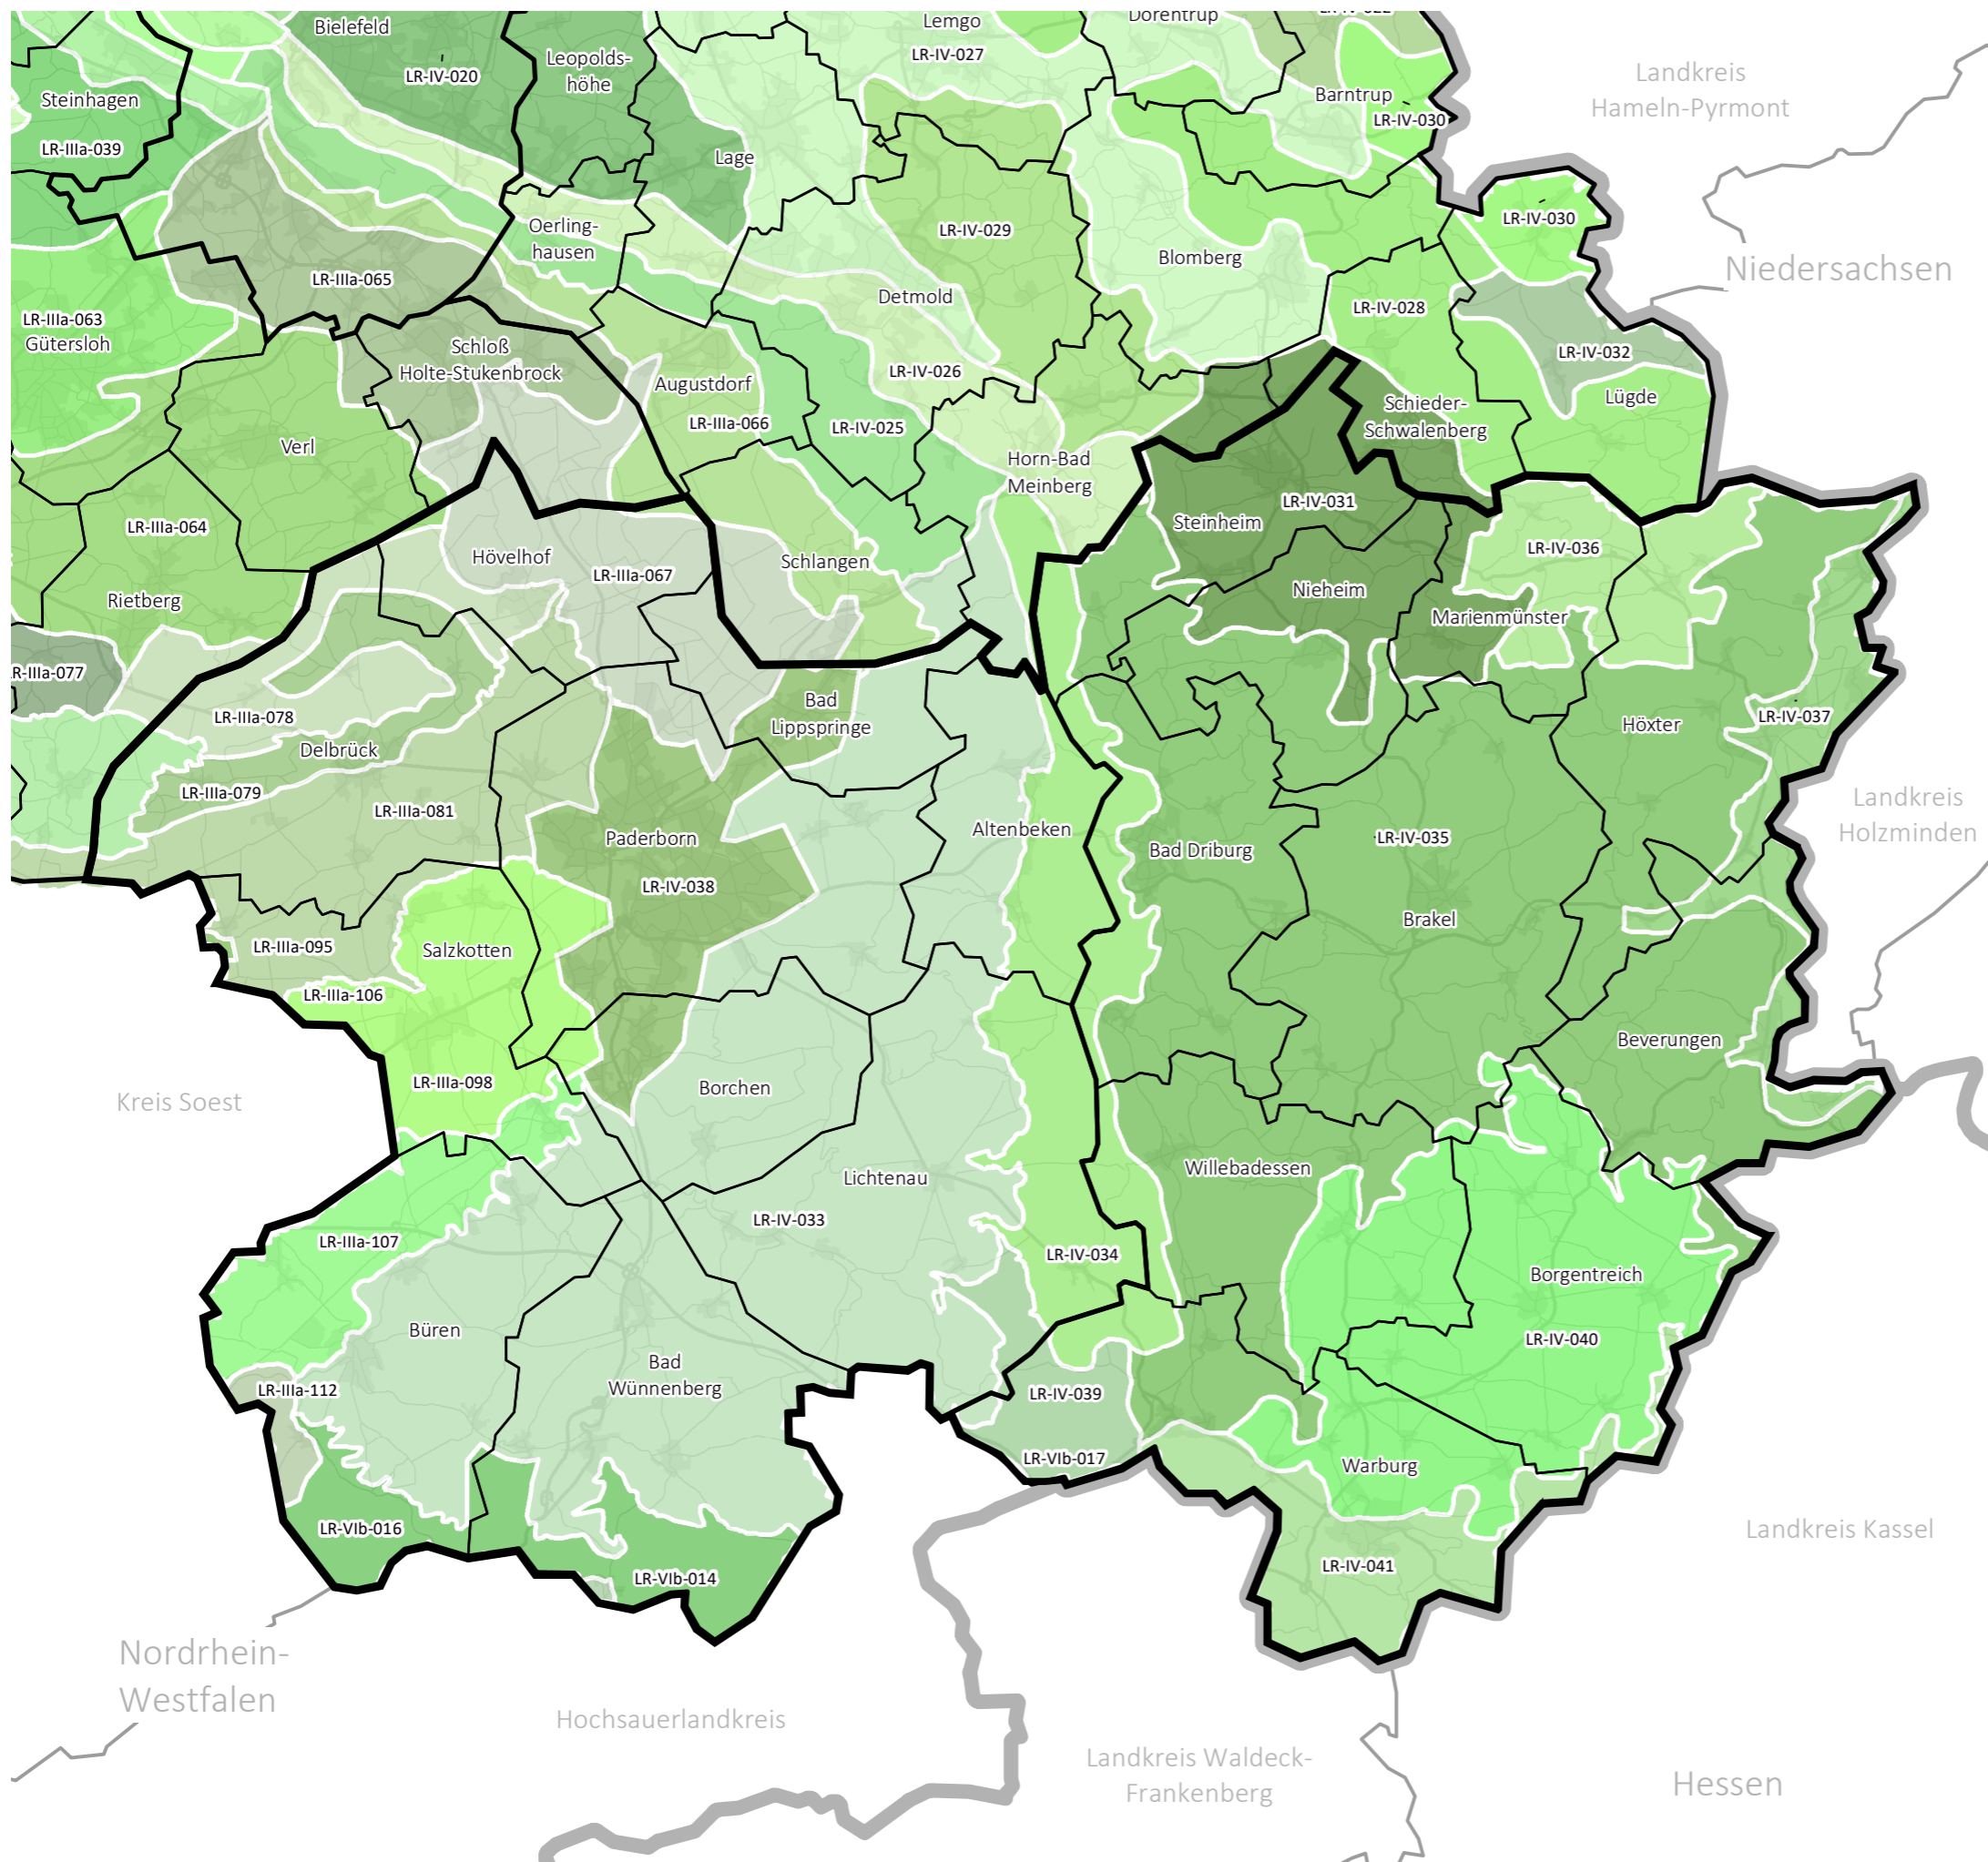 Bielefeld
LR-IV-020
Leopolds-
höhe
Lemgo
LR-IV-027
Dörentrup
LR-IV-022
Landkreis
Hameln-Pyrmont
Steinhagen
LR-IIIa-039
Lage
Barntrup
LR-IV-030
LR-IV-030
Oerling-
hausen
LR-IV-029
Blomberg
Niedersachsen
LR-IIIa-065
Detmold
LR-IV-028
LR-IIIa-063
Gütersloh
Schloß
Holte-Stukenbrock
Augustdorf
LR-IIIa-066
LR-IV-026
LR-IV-025
LR-IV-032
Lügde
Schieder-
Schwalenberg
Verl
Horn-Bad
Meinberg
LR-IV-031
Steinheim
LR-IIIa-064
Hövelhof
LR-IIIa-067
Schlangen
LR-IV-036
Nieheim
Marienmünster
Rietberg
R-IIIa-077
LR-IIIa-078
Delbrück
LR-IIIa-079
LR-IIIa-081
Bad
Lippspringe
Höxter
LR-IV-037
Landkreis
Holzminden
Paderborn
LR-IV-038
Altenbeken
Bad Driburg
LR-IV-035
Brakel
LR-IIIa-095
Salzkotten
LR-IIIa-106
LR-IIIa-098
Kreis Soest
Borchen
Beverungen
Lichtenau
LR-IV-033
Willebadessen
LR-IIIa-107
LR-IV-034
Borgentreich
LR-IV-040
Büren
Bad
Wünnenberg
LR-IIIa-112
LR-IV-039
LR-VIb-017
Warburg
LR-VIb-016
LR-VIb-014
LR-IV-041
Landkreis Kassel
Nordrhein-
Westfalen
Hochsauerlandkreis
Landkreis Waldeck-
Frankenberg
Hessen